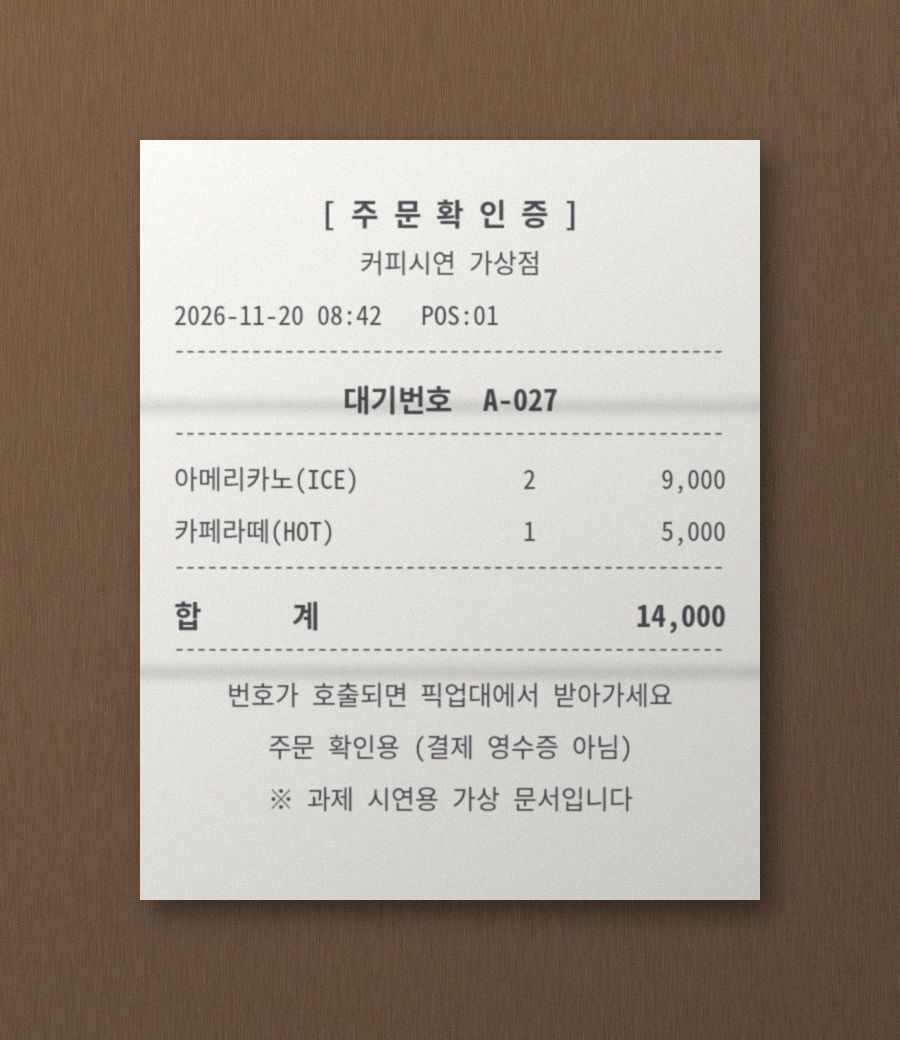 [ 주 문 확 인 증 ]
커피시연 가상점
2026-11-20 08:42 POS:01
대기번호 A-027
아메리카노(ICE) 2 9,000
카페라떼(HOT) 1 5,000
합 계 14,000
번호가 호출되면 픽업대에서 받아가세요
주문 확인용 (결제 영수증 아님)
※ 과제 시연용 가상 문서입니다